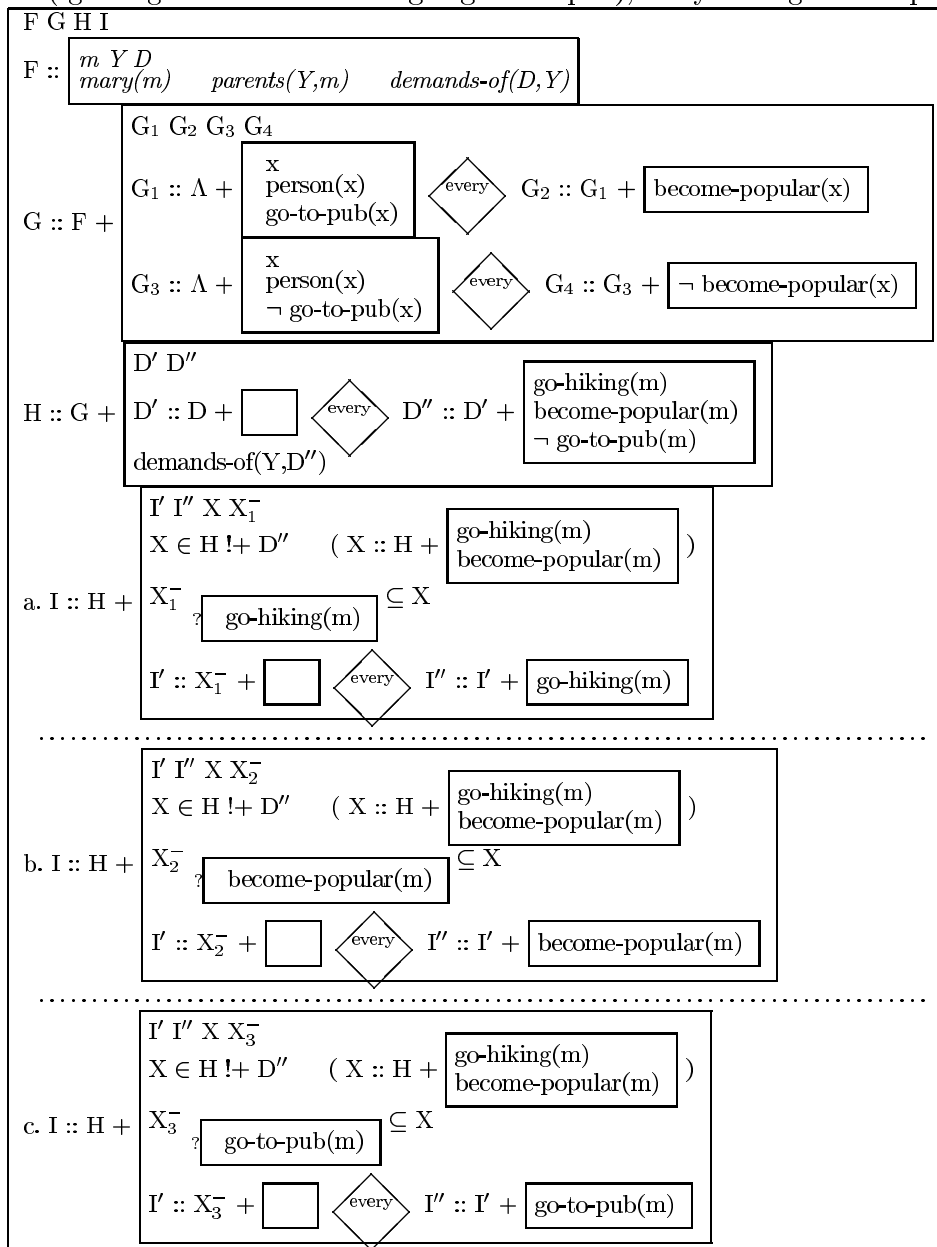 F G H I
F :: m Y D
mary(m) parents(Y,m) demands-of(D,Y)
G :: F +
G₁ G₂ G₃ G₄
G₁ :: Λ + x
person(x)
go-to-pub(x)
every G₂ :: G₁ + become-popular(x)
G₃ :: Λ + x
person(x)
¬ go-to-pub(x)
every G₄ :: G₃ + ¬ become-popular(x)
H :: G +
D′ D″
D′ :: D + every D″ :: D′ + go-hiking(m)
become-popular(m)
¬ go-to-pub(m)
demands-of(Y,D″)
a. I :: H +
I′ I″ X X₁⁻
X ∈ H !+ D″ ( X :: H + go-hiking(m)
become-popular(m) )
X₁⁻ ? go-hiking(m) ⊆ X
I′ :: X₁⁻ + every I″ :: I′ + go-hiking(m)
b. I :: H +
I′ I″ X X₂⁻
X ∈ H !+ D″ ( X :: H + go-hiking(m)
become-popular(m) )
X₂⁻ ? become-popular(m) ⊆ X
I′ :: X₂⁻ + every I″ :: I′ + become-popular(m)
c. I :: H +
I′ I″ X X₃⁻
X ∈ H !+ D″ ( X :: H + go-hiking(m)
become-popular(m) )
X₃⁻ ? go-to-pub(m) ⊆ X
I′ :: X₃⁻ + every I″ :: I′ + go-to-pub(m)